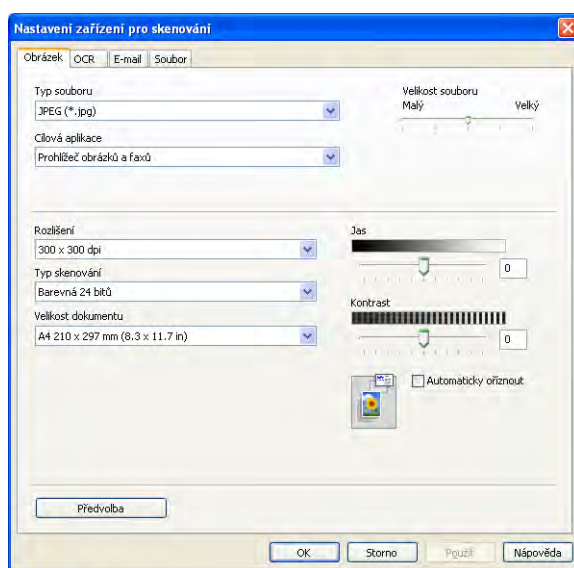 Nastavení zařízení pro skenování
Obrázek OCR E-mail Soubor
Typ souboru
JPEG (*.jpg)
Velikost souboru
Malý Velký
Cílová aplikace
Prohlížeč obrázků a faxů
Rozlišení
300 x 300 dpi
Typ skenování
Barevná 24 bitů
Velikost dokumentu
A4 210 x 297 mm (8.3 x 11.7 in)
Jas
0
Kontrast
0
Automaticky oříznout
Předvolba
OK Storno Použít Nápověda